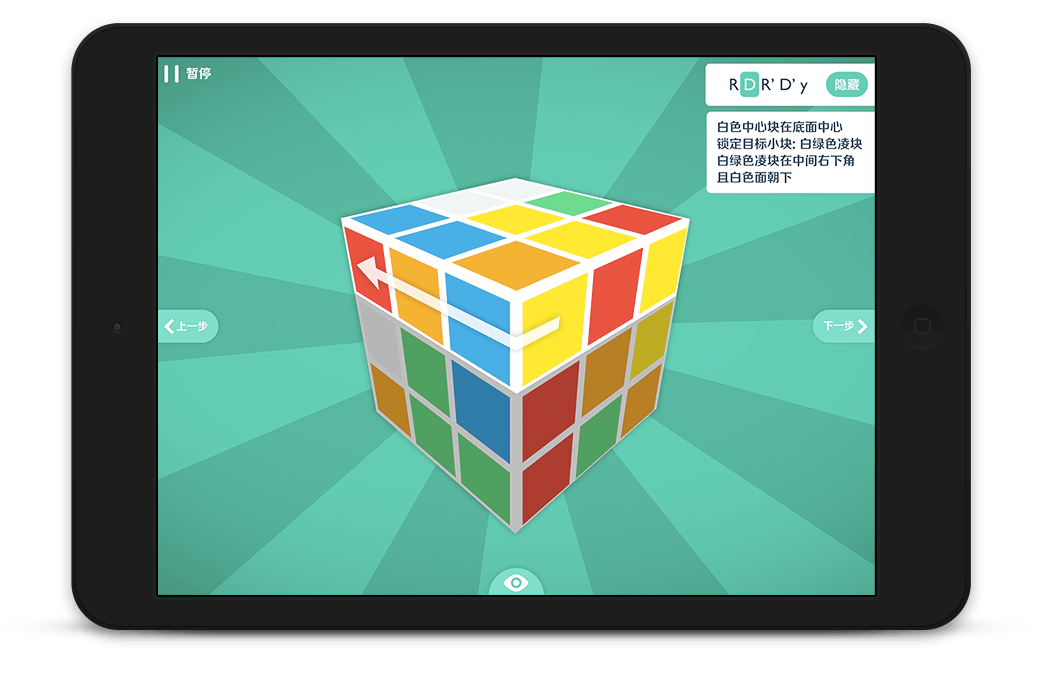 暂停
R D R’ D’ y
隐藏
白色中心块在底面中心
锁定目标小块: 白绿色凌块
白绿色凌块在中间右下角
且白色面朝下
上一步
下一步